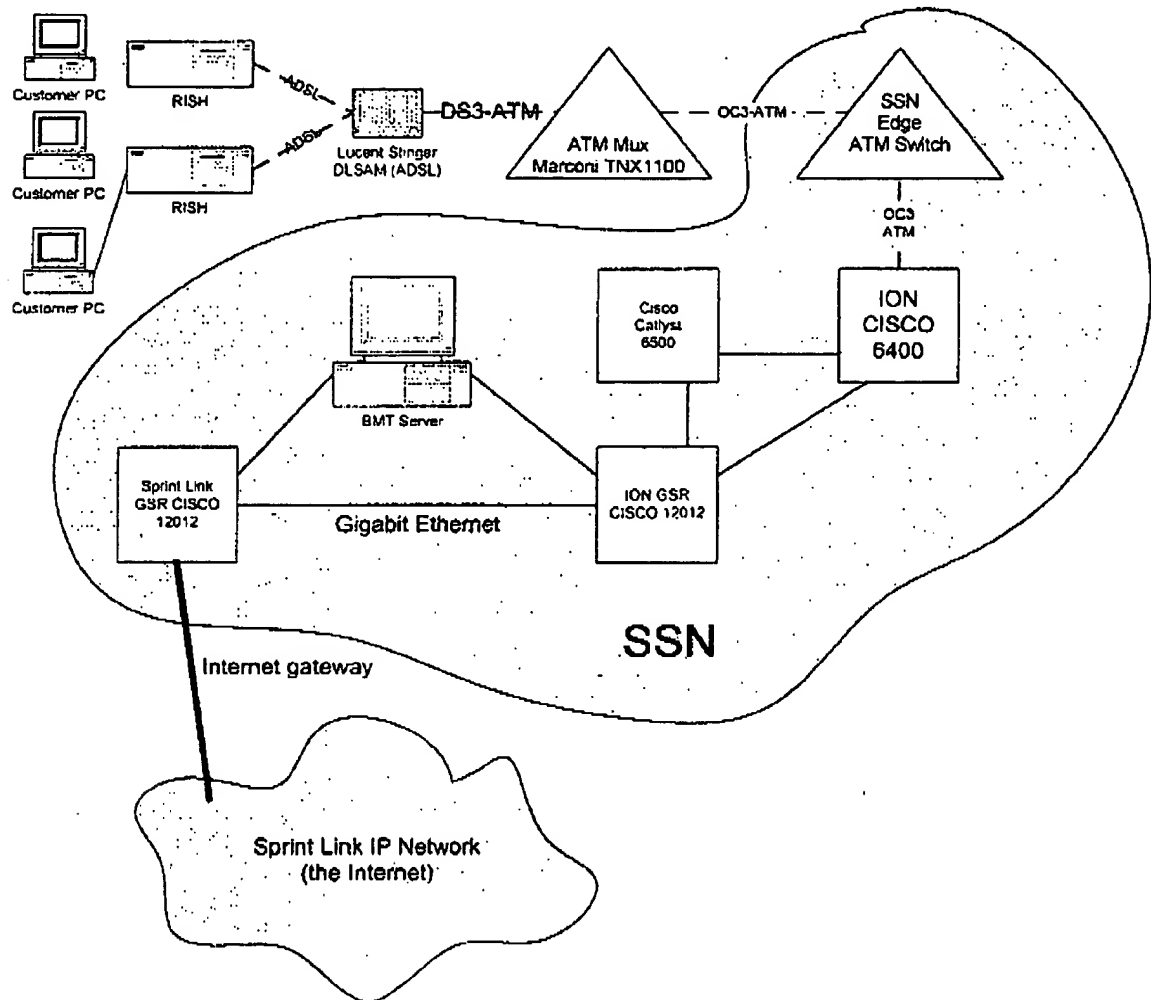 Customer PC
RISH
ADSL
Customer PC
RISH
ADSL
Customer PC
Lucent Stinger
DLSAM (ADSL)
DS3-ATM
ATM Mux
Marconi TNX1100
OC3-ATM
SSN
Edge
ATM Switch
OC3
ATM
ION
CISCO
6400
Cisco
Catlyst
6500
BMT Server
Sprint Link
GSR CISCO
12012
Gigabit Ethernet
ION GSR
CISCO 12012
SSN
Internet gateway
Sprint Link IP Network
(the Internet)